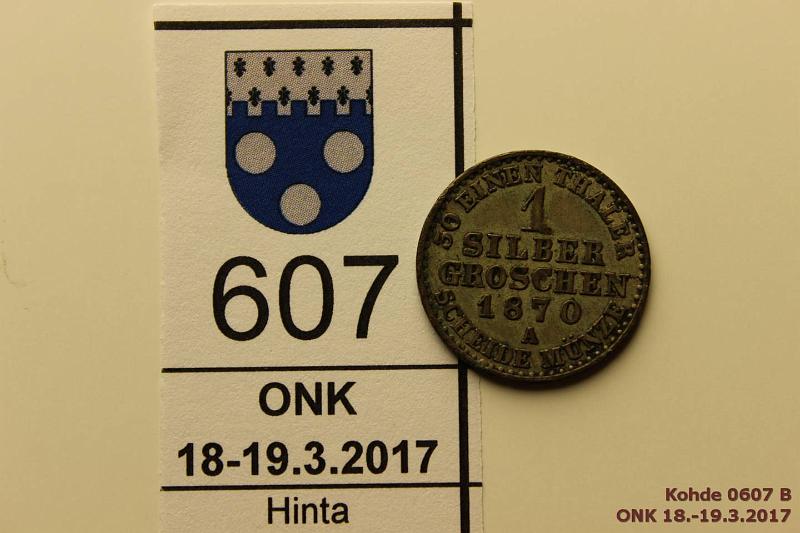 607
ONK
18-19.3.2017
Hinta
30 EINEN THALER
1
SILBER
GROSCHEN
1870
A
SCHEIDE MÜNZE
Kohde 0607 B
ONK 18.-19.3.2017